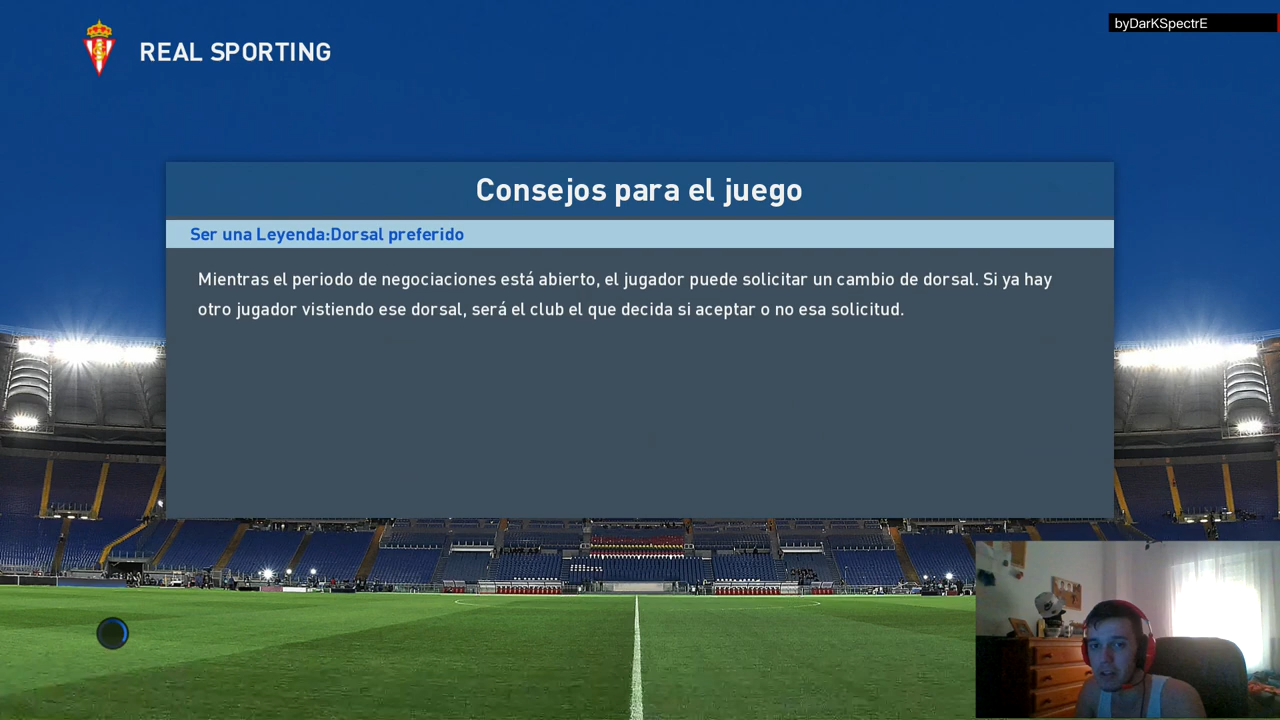 REAL SPORTING
byDarKSpectrE
Consejos para el juego
Ser una Leyenda:Dorsal preferido
Mientras el periodo de negociaciones está abierto, el jugador puede solicitar un cambio de dorsal. Si ya hay
otro jugador vistiendo ese dorsal, será el club el que decida si aceptar o no esa solicitud.